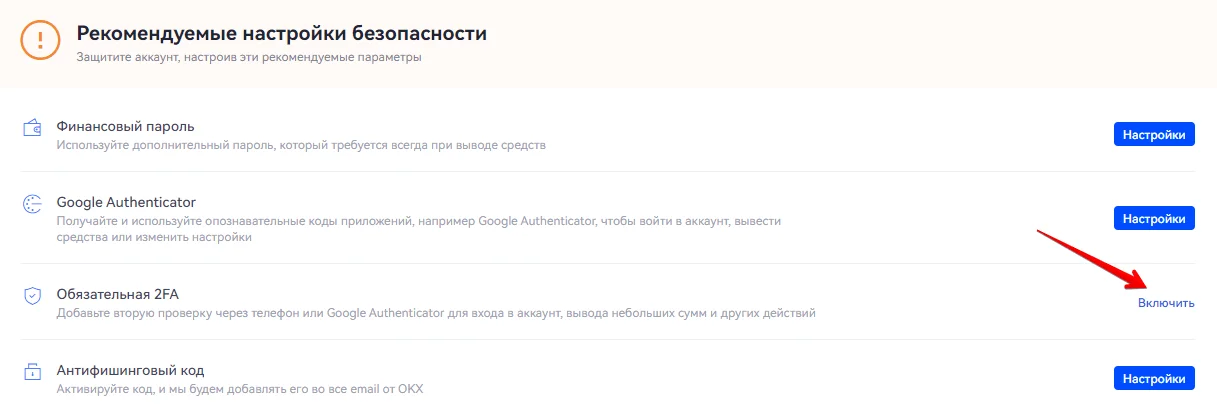 Рекомендуемые настройки безопасности
Защитите аккаунт, настроив эти рекомендуемые параметры
Финансовый пароль
Используйте дополнительный пароль, который требуется всегда при выводе средств
Настройки
Google Authenticator
Получайте и используйте опознавательные коды приложений, например Google Authenticator, чтобы войти в аккаунт, вывести
средства или изменить настройки
Настройки
Обязательная 2FA
Добавьте вторую проверку через телефон или Google Authenticator для входа в аккаунт, вывода небольших сумм и других действий
Включить
Антифишинговый код
Активируйте код, и мы будем добавлять его во все email от OKX
Настройки